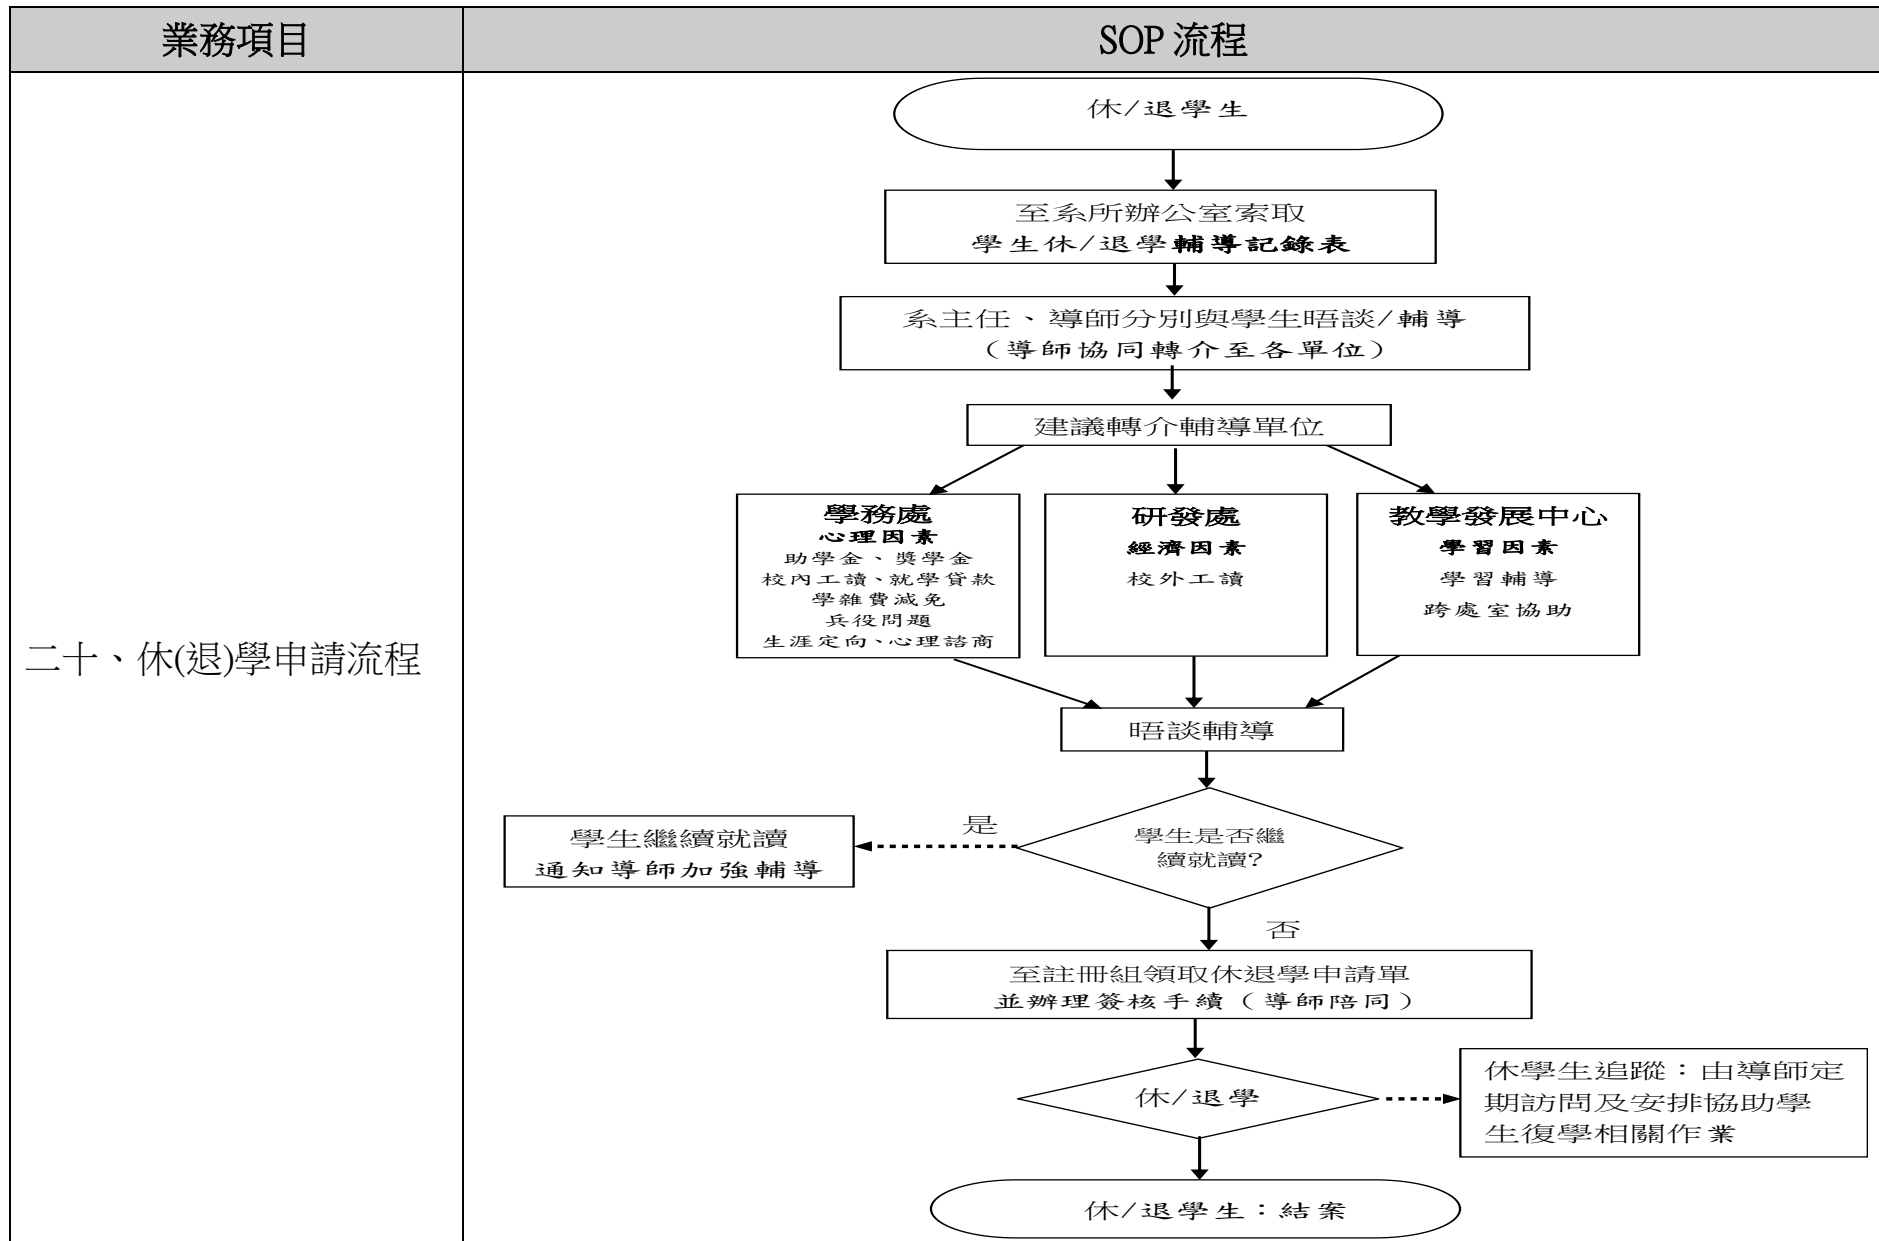 業務項目
SOP 流程
二十、休(退)學申請流程
休/退學生
至系所辦公室索取
學生休/退學輔導記錄表
系主任、導師分別與學生晤談/輔導
(導師協同轉介至各單位)
建議轉介輔導單位
學務處
心理因素
助學金、獎學金
校內工讀、就學貸款
學雜費減免
兵役問題
生涯定向、心理諮商
研發處
經濟因素
校外工讀
教學發展中心
學習因素
學習輔導
跨處室協助
晤談輔導
學生是否繼
續就讀?
是
學生繼續就讀
通知導師加強輔導
否
至註冊組領取休退學申請單
並辦理簽核手續(導師陪同)
休/退學
休學生追蹤：由導師定
期訪問及安排協助學
生復學相關作業
休/退學生：結案